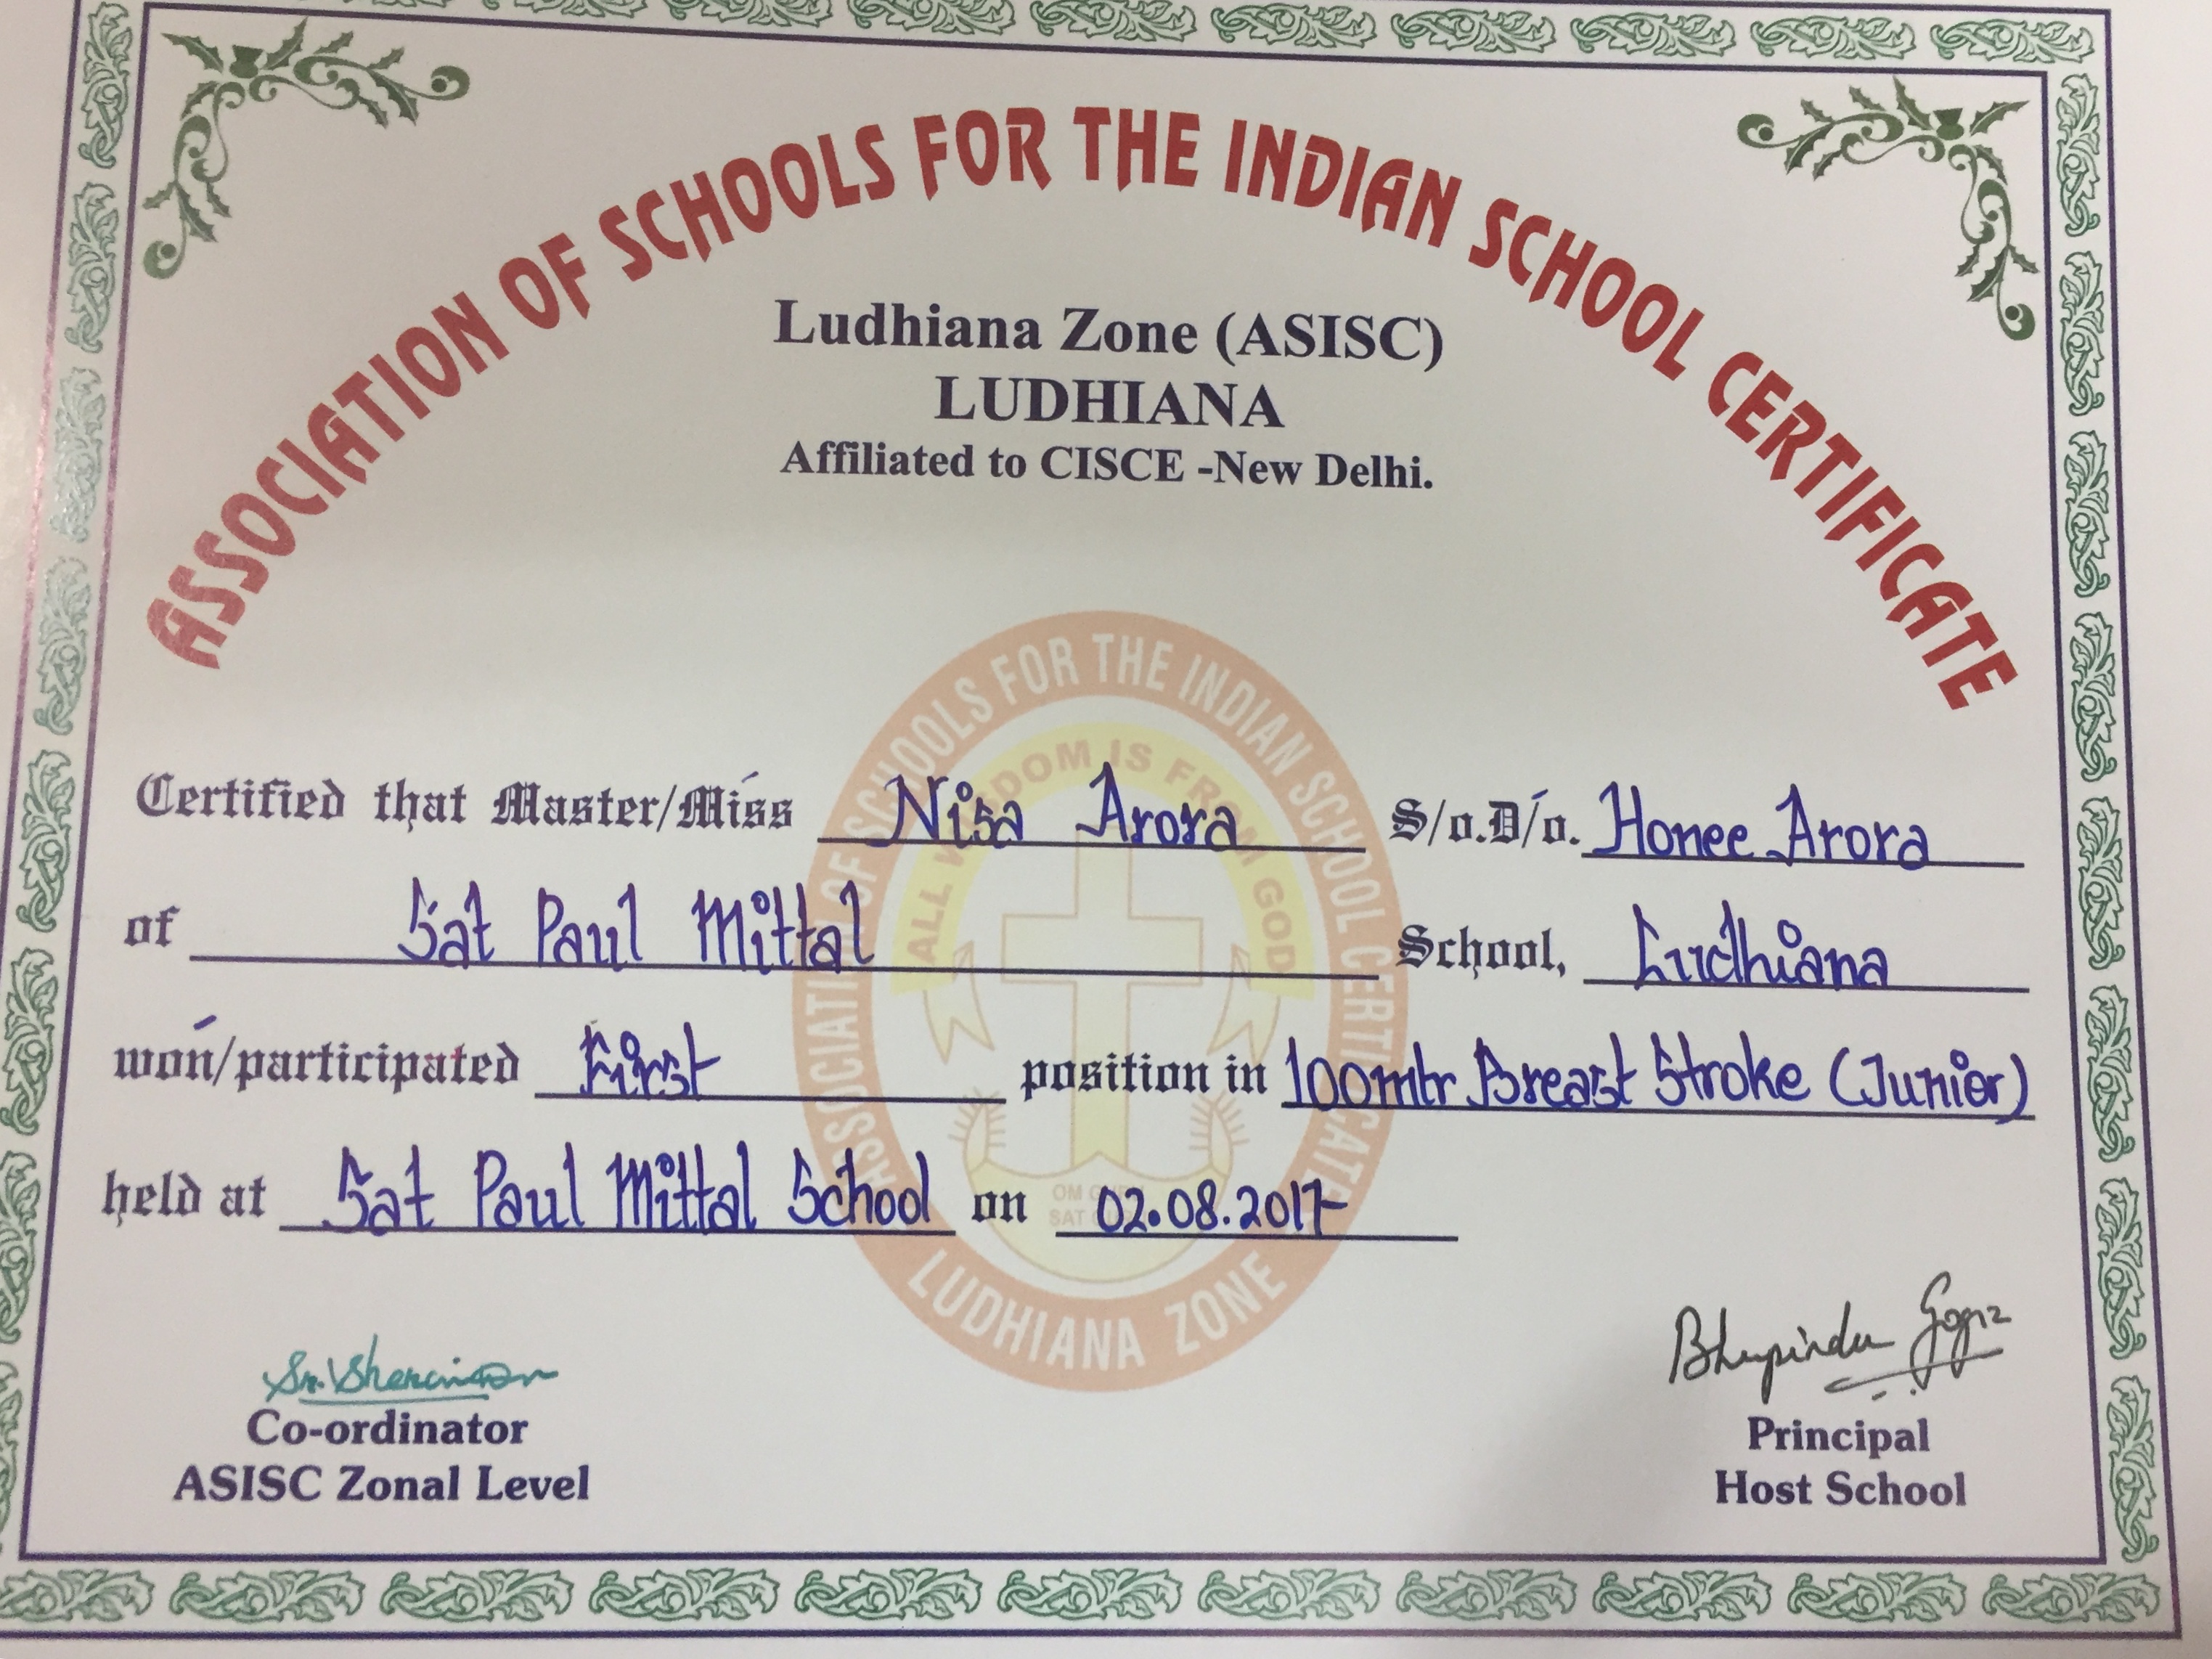 ASSOCIATION OF SCHOOLS FOR THE INDIAN SCHOOL CERTIFICATE
Ludhiana Zone (ASISC)
LUDHIANA
Affiliated to CISCE -New Delhi.
ASSOCIATION OF SCHOOLS FOR THE INDIAN SCHOOL CERTIFICATE
ALL WISDOM IS FROM GOD
Certified that Master/Miss Nisa Arora S/o.D/o. Honee Arora
of Sat Paul Mittal School, Ludhiana
won/participated First position in 100mtr Breast Stroke (Junior)
held at Sat Paul Mittal School on 02.08.2017
LUDHIANA ZONE
Bhupinder Gogia
Co-ordinator
ASISC Zonal Level
Principal
Host School